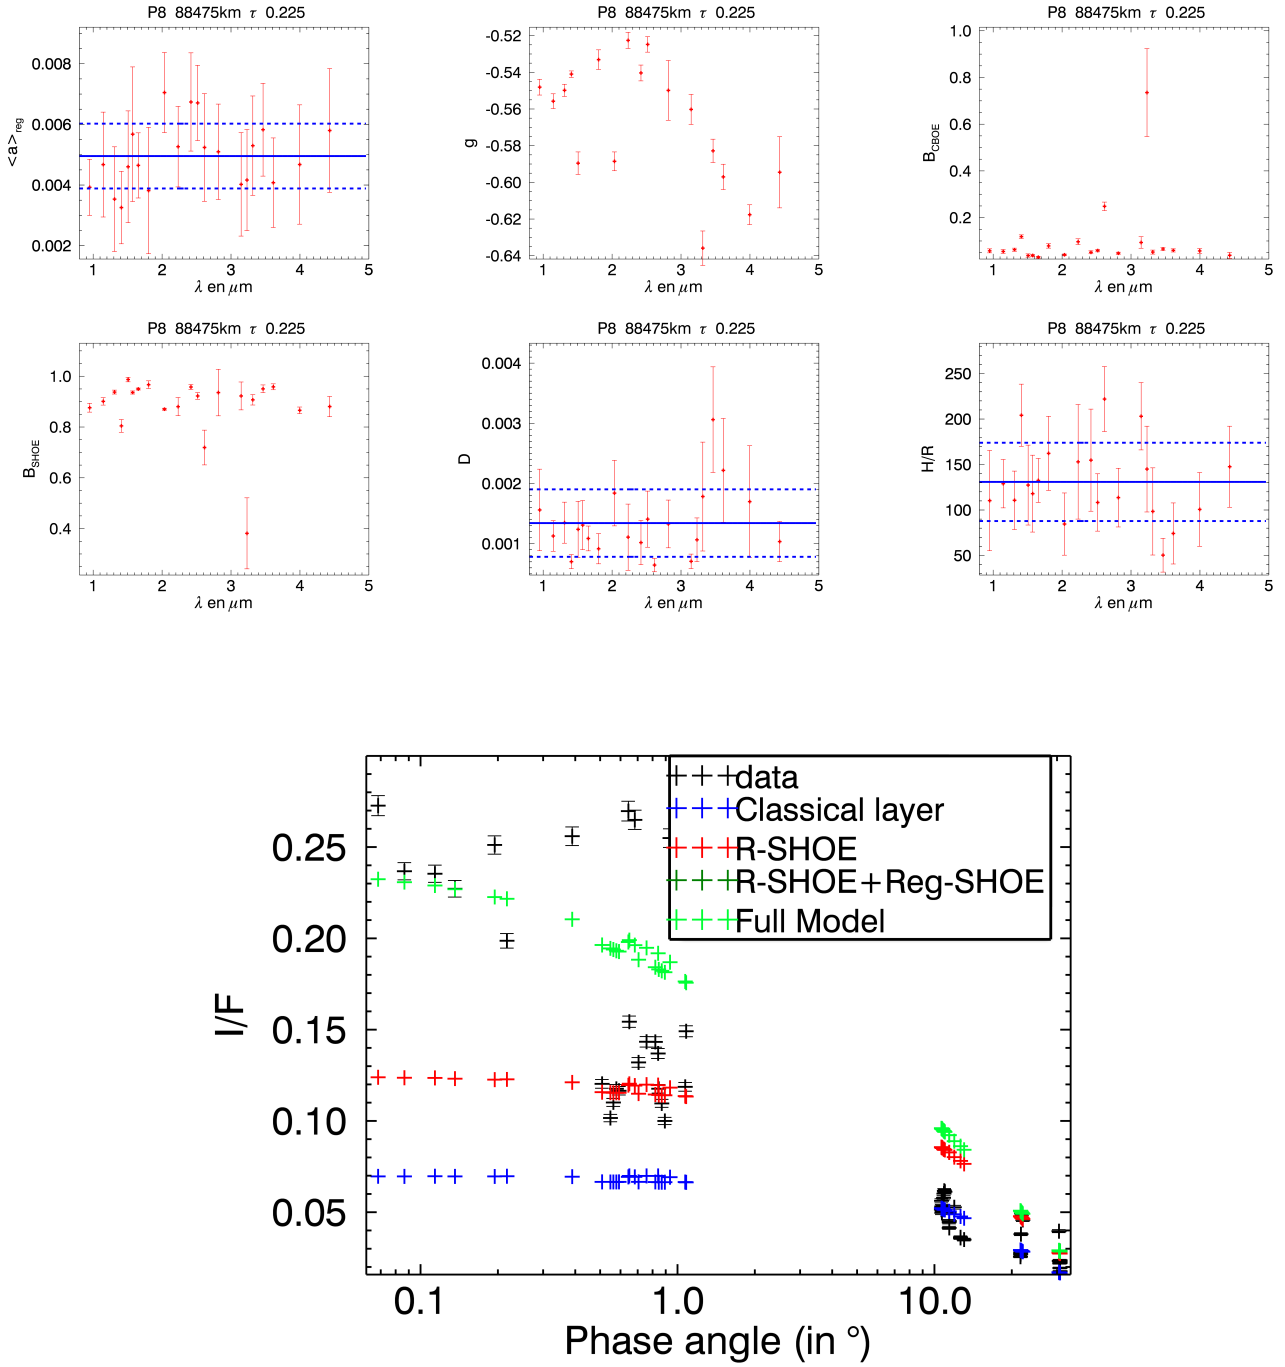 P8 88475km τ 0.225
P8 88475km τ 0.225
P8 88475km τ 0.225
<a>reg
0.008
0.006
0.004
0.002
1 2 3 4 5
λ en μm
g
-0.52
-0.54
-0.56
-0.58
-0.60
-0.62
-0.64
1 2 3 4 5
λ en μm
BCBOE
1.0
0.8
0.6
0.4
0.2
1 2 3 4 5
λ en μm
P8 88475km τ 0.225
P8 88475km τ 0.225
P8 88475km τ 0.225
BSHOE
1.0
0.8
0.6
0.4
1 2 3 4 5
λ en μm
D
0.004
0.003
0.002
0.001
1 2 3 4 5
λ en μm
H/R
250
200
150
100
50
1 2 3 4 5
λ en μm
data
Classical layer
R-SHOE
R-SHOE+Reg-SHOE
Full Model
I/F
0.25
0.20
0.15
0.10
0.05
0.1 1.0 10.0
Phase angle (in °)